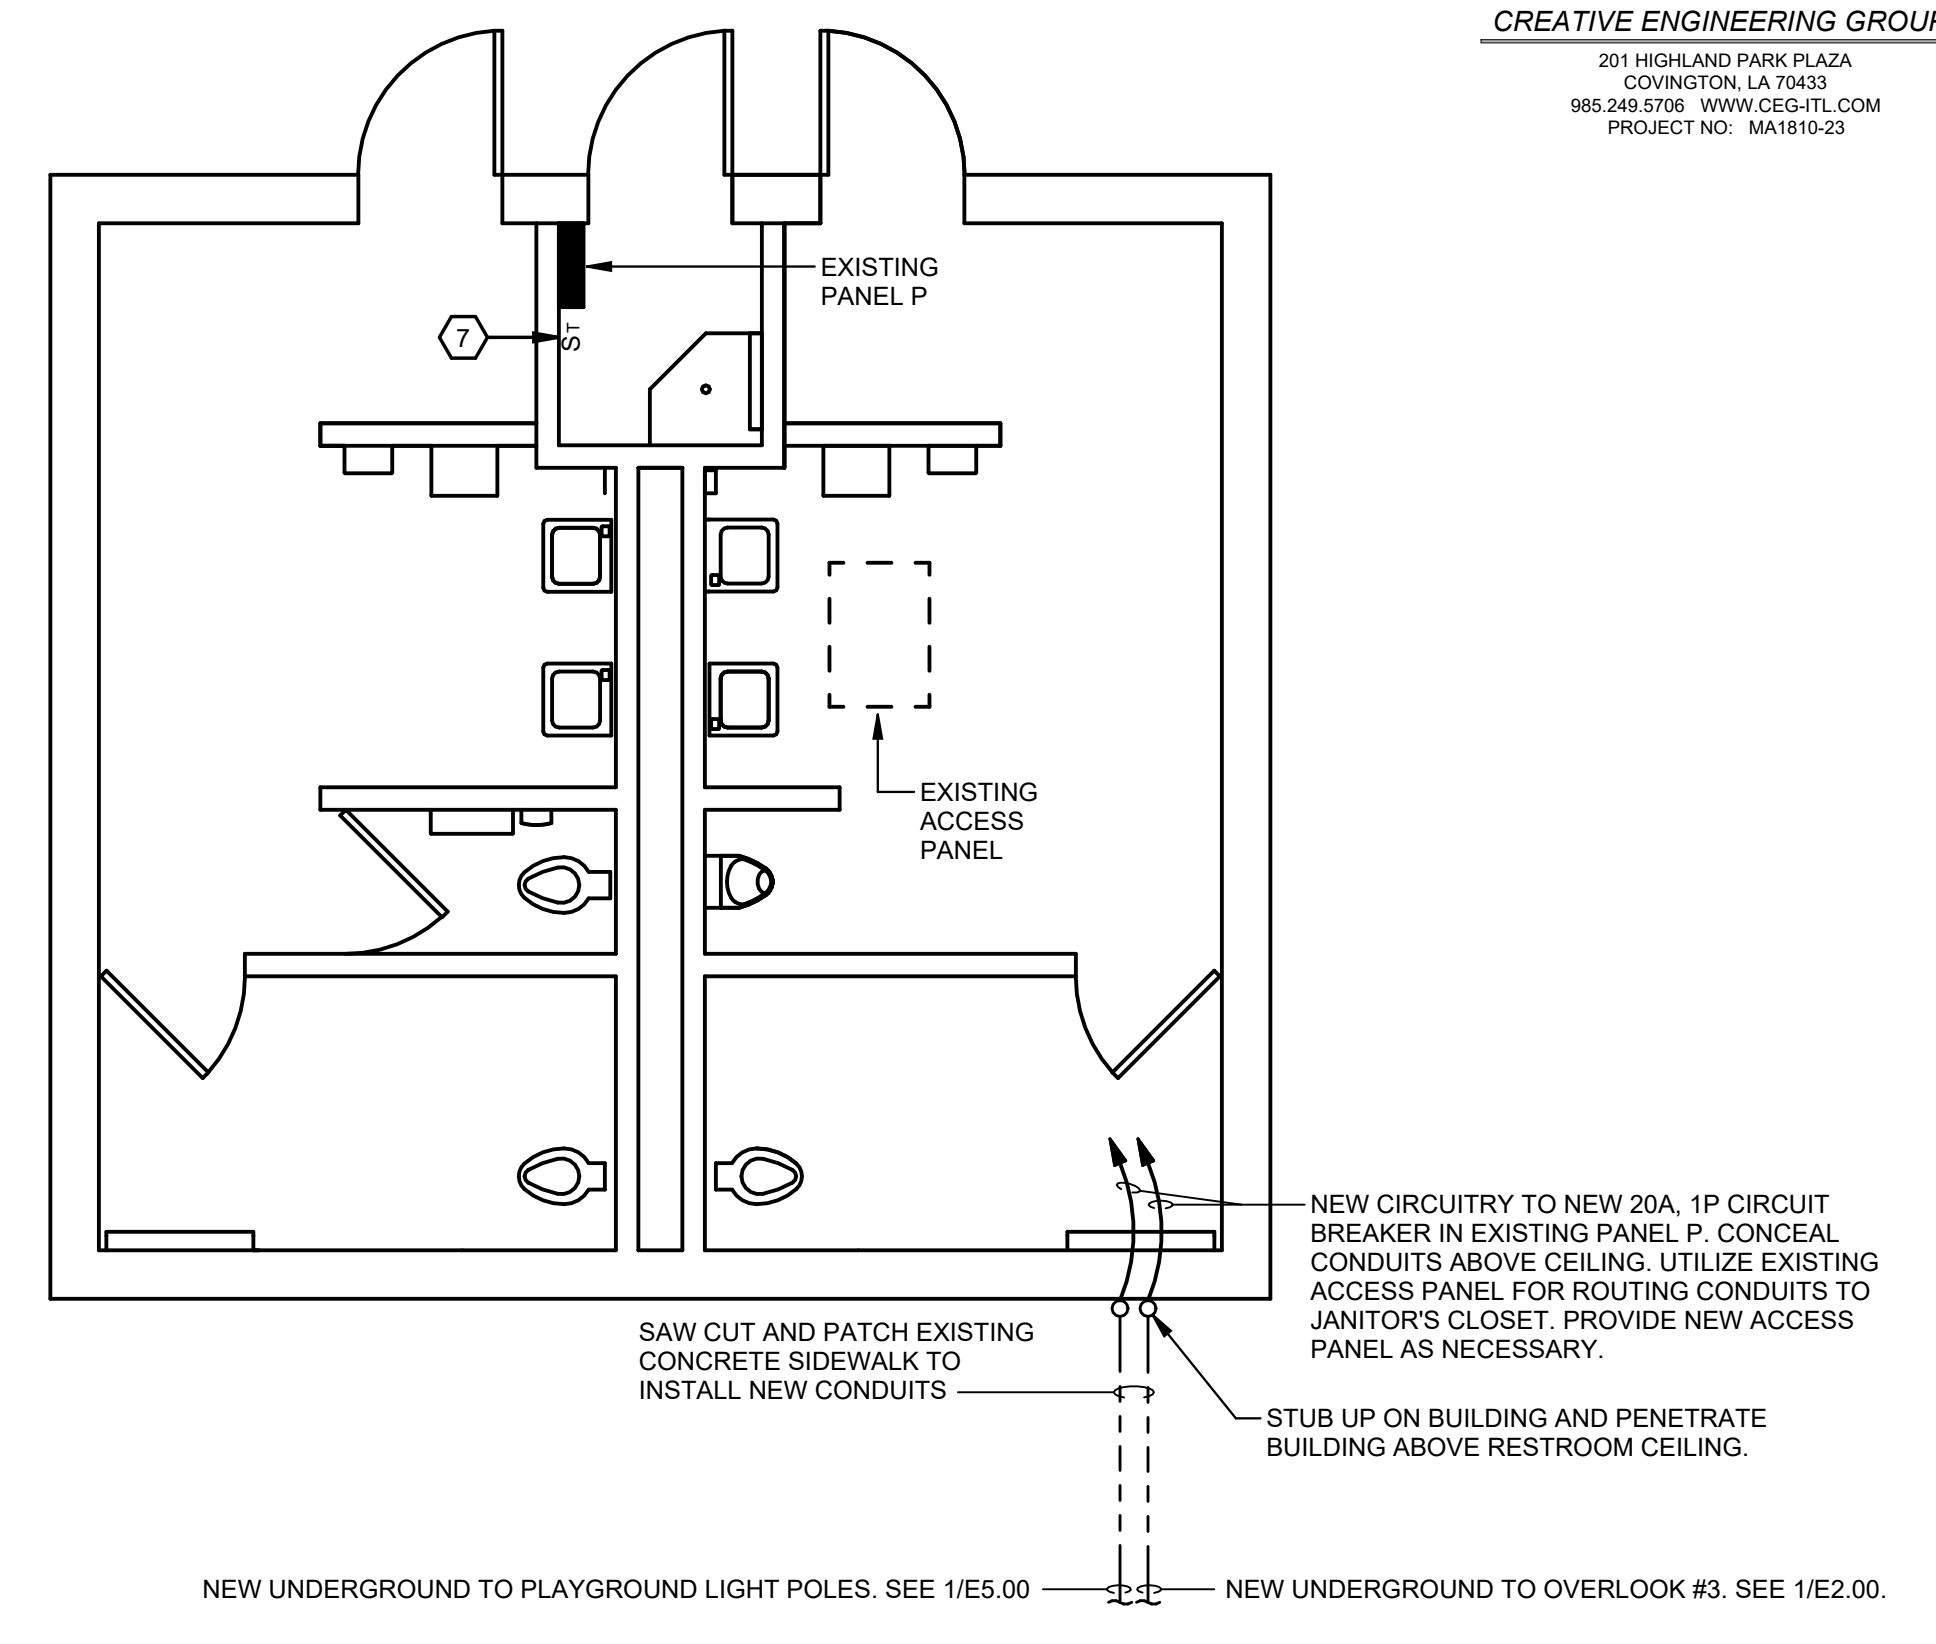 CREATIVE ENGINEERING GROUP
201 HIGHLAND PARK PLAZA
COVINGTON, LA 70433
985.249.5706 WWW.CEG-ITL.COM
PROJECT NO: MA1810-23
EXISTING
PANEL P
7
ST
EXISTING
ACCESS
PANEL
NEW CIRCUITRY TO NEW 20A, 1P CIRCUIT
BREAKER IN EXISTING PANEL P. CONCEAL
CONDUITS ABOVE CEILING. UTILIZE EXISTING
ACCESS PANEL FOR ROUTING CONDUITS TO
JANITOR'S CLOSET. PROVIDE NEW ACCESS
PANEL AS NECESSARY.
SAW CUT AND PATCH EXISTING
CONCRETE SIDEWALK TO
INSTALL NEW CONDUITS
STUB UP ON BUILDING AND PENETRATE
BUILDING ABOVE RESTROOM CEILING.
NEW UNDERGROUND TO PLAYGROUND LIGHT POLES. SEE 1/E5.00
NEW UNDERGROUND TO OVERLOOK #3. SEE 1/E2.00.